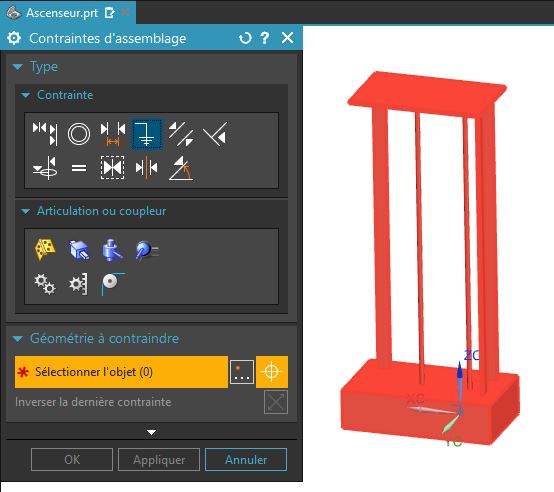 Ascenseur.prt
Contraintes d'assemblage
Type
Contrainte
Articulation ou coupleur
Géométrie à contraindre
* Sélectionner l'objet (0)
Inverser la dernière contrainte
OK
Appliquer
Annuler
ZC
XC
YC